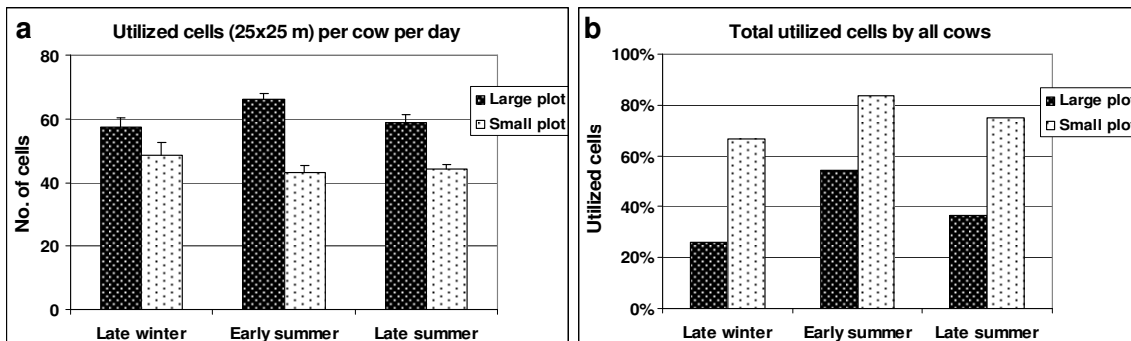 a
Utilized cells (25x25 m) per cow per day
80
60
40
20
0
No. of cells
Large plot
Small plot
Late winter
Early summer
Late summer
b
Total utilized cells by all cows
100%
80%
60%
40%
20%
0%
Utilized cells
Large plot
Small plot
Late winter
Early summer
Late summer